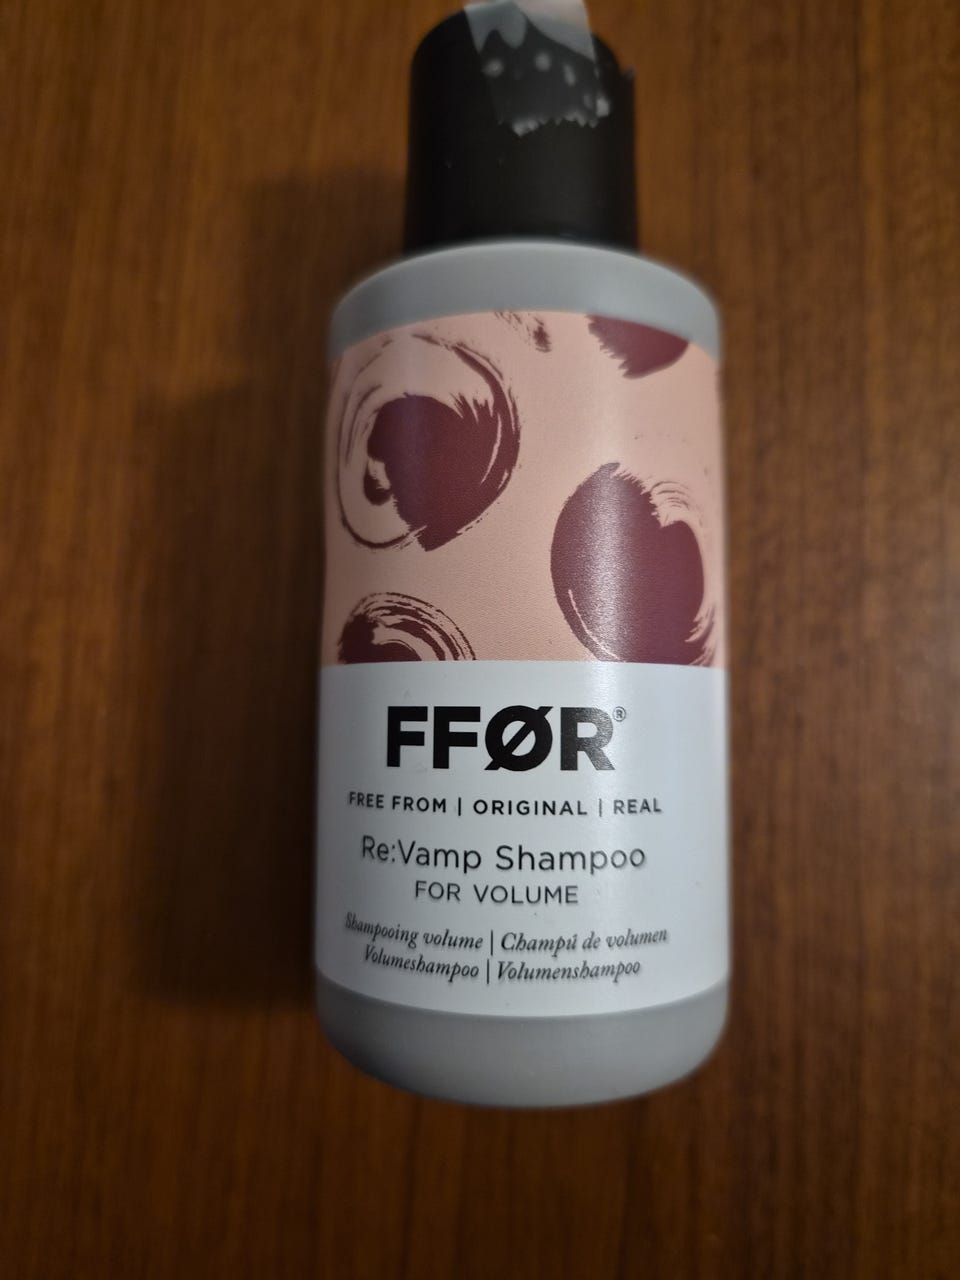 FFØR®
FREE FROM | ORIGINAL | REAL
Re:Vamp Shampoo
FOR VOLUME
Shampooing volume | Champú de volumen
Volumeshampoo | Volumenshampoo